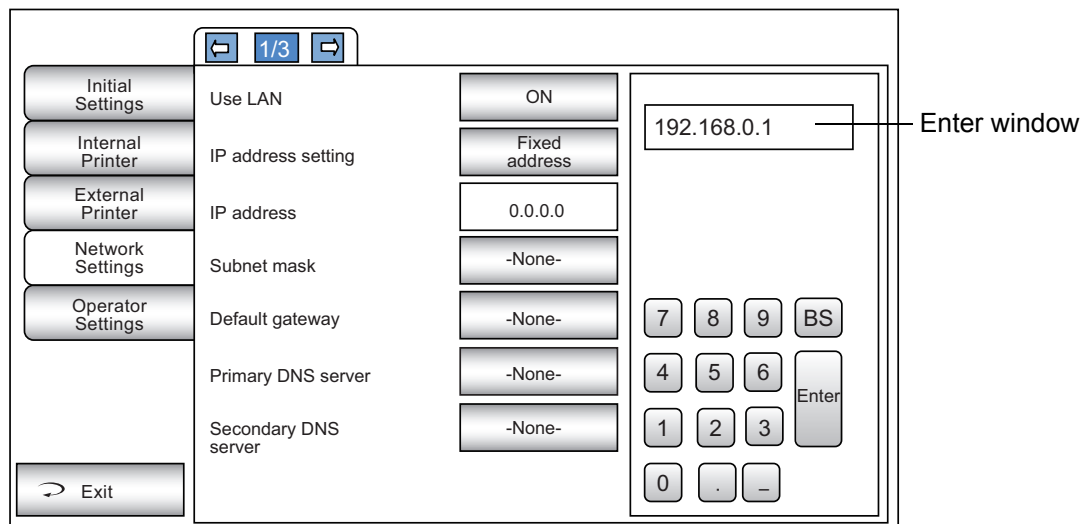 1/3
Initial
Settings
Internal
Printer
External
Printer
Network
Settings
Operator
Settings
Exit
Use LAN
ON
IP address setting
Fixed
address
IP address
0.0.0.0
Subnet mask
-None-
Default gateway
-None-
Primary DNS server
-None-
Secondary DNS
server
-None-
192.168.0.1
Enter window
7 8 9 BS
4 5 6
Enter
1 2 3
0 . _